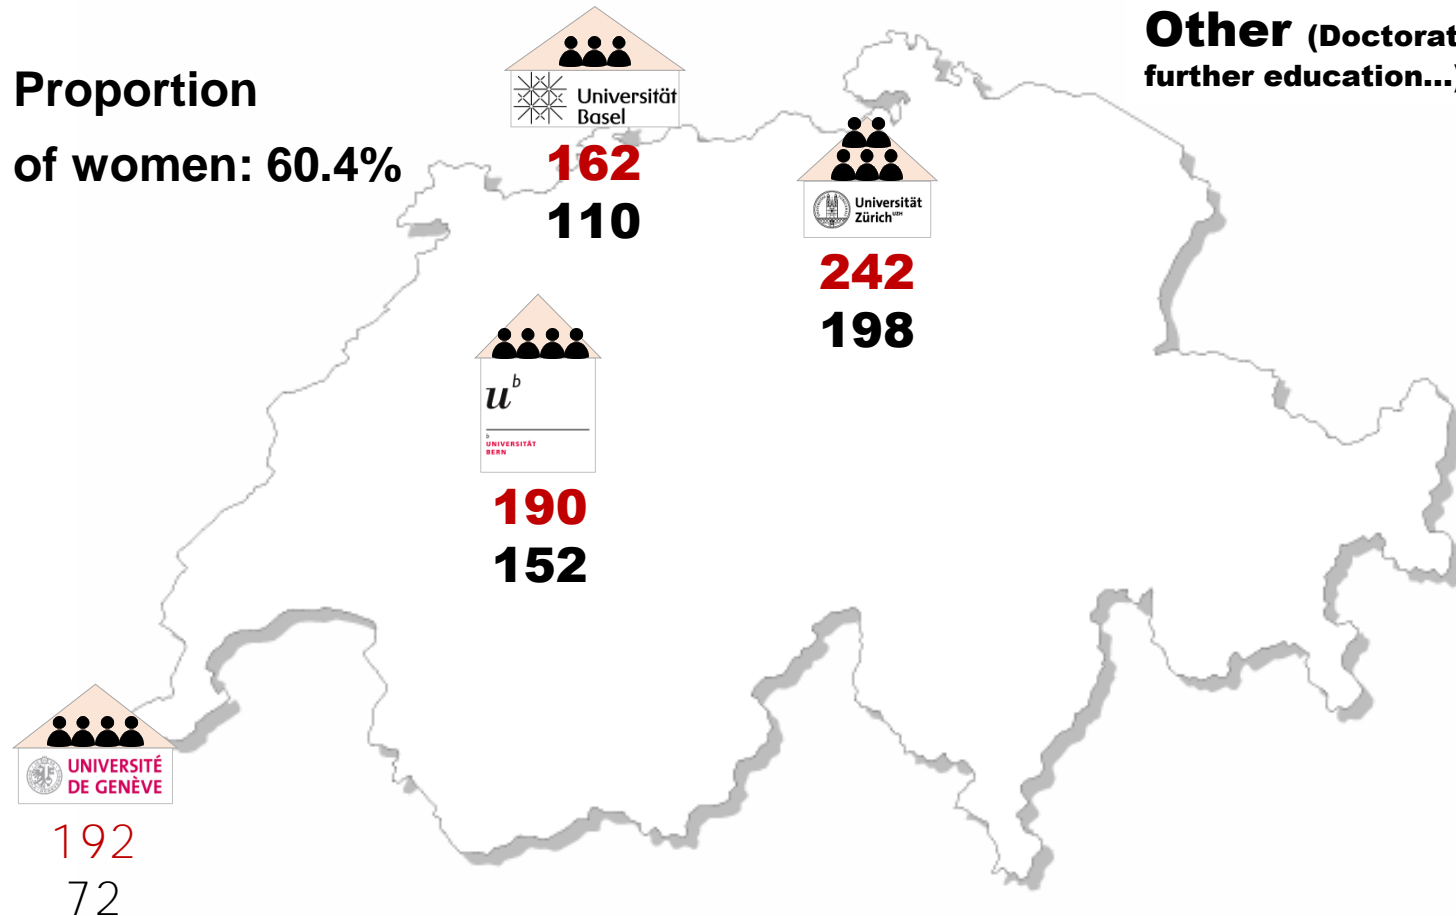 Proportion
of women: 60.4%
Universität
Basel
162
110
Other (Doctorat
further education...)
Universität
Zürich UZH
242
198
u b
b
UNIVERSITÄT
BERN
190
152
UNIVERSITÉ
DE GENÈVE
192
72